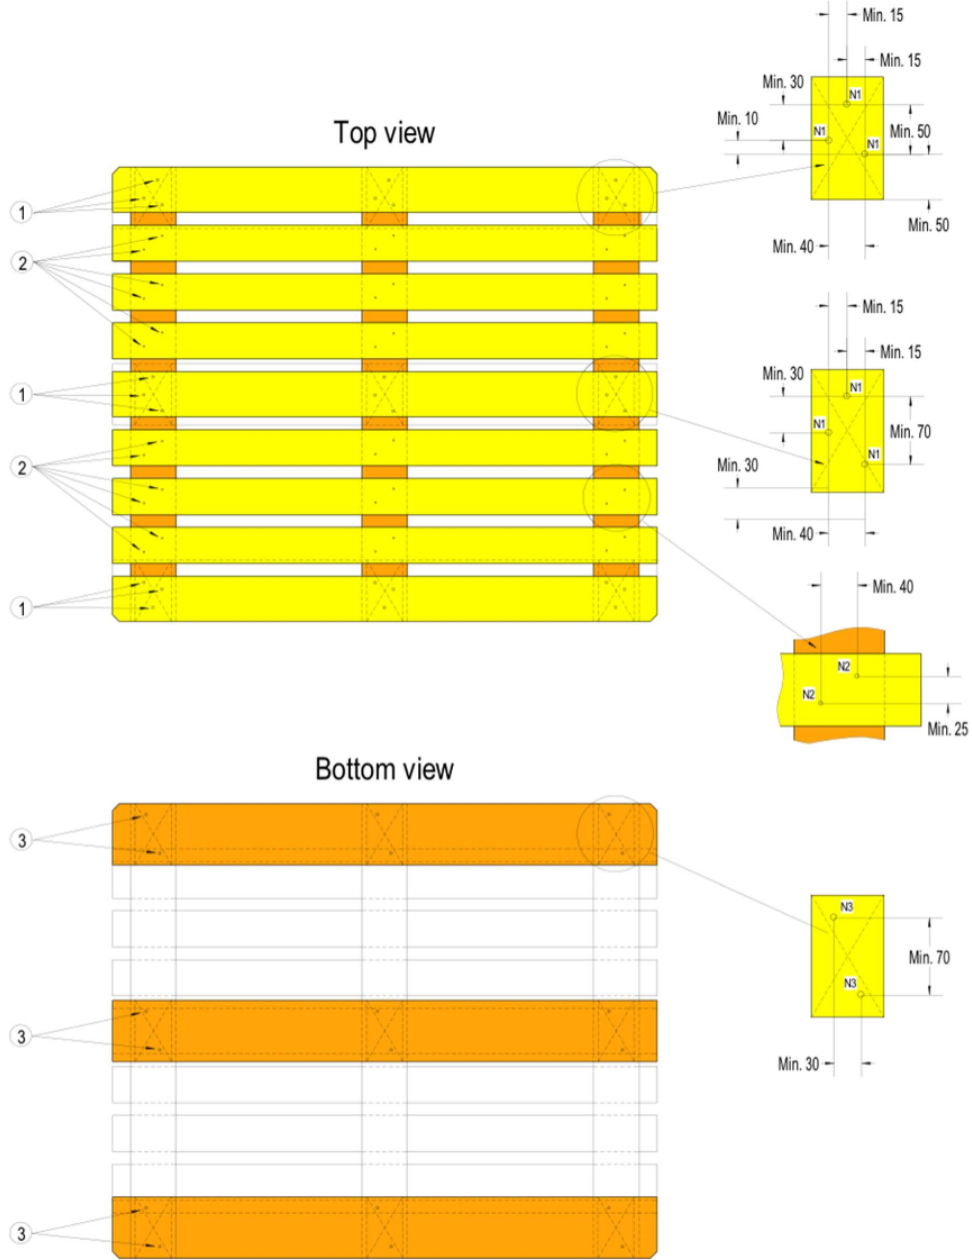 Top view
1
2
1
2
1
Min. 15
Min. 15
Min. 30
N1
Min. 10
N1
N1
Min. 50
Min. 50
Min. 40
Min. 15
Min. 15
Min. 30
N1
N1
Min. 70
N1
Min. 30
Min. 40
Min. 40
N2
N2
Min. 25
Bottom view
3
3
3
N3
Min. 70
N3
Min. 30